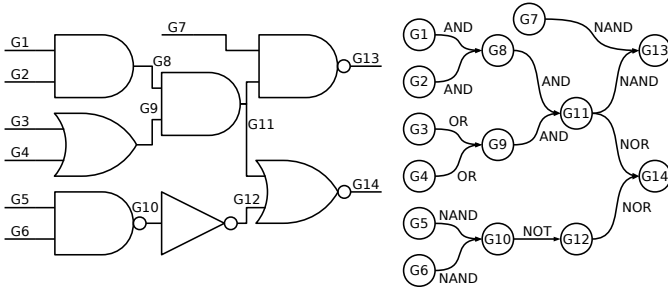 G7
G1
G8
G13
G2
G9
G3
G11
G4
G5
G10
G12
G14
G6
G1
AND
G7
NAND
G8
G13
G2
AND
AND
NAND
G3
OR
G11
G9
AND
G4
OR
NOR
G14
G5
NAND
NOR
G10
NOT
G12
G6
NAND